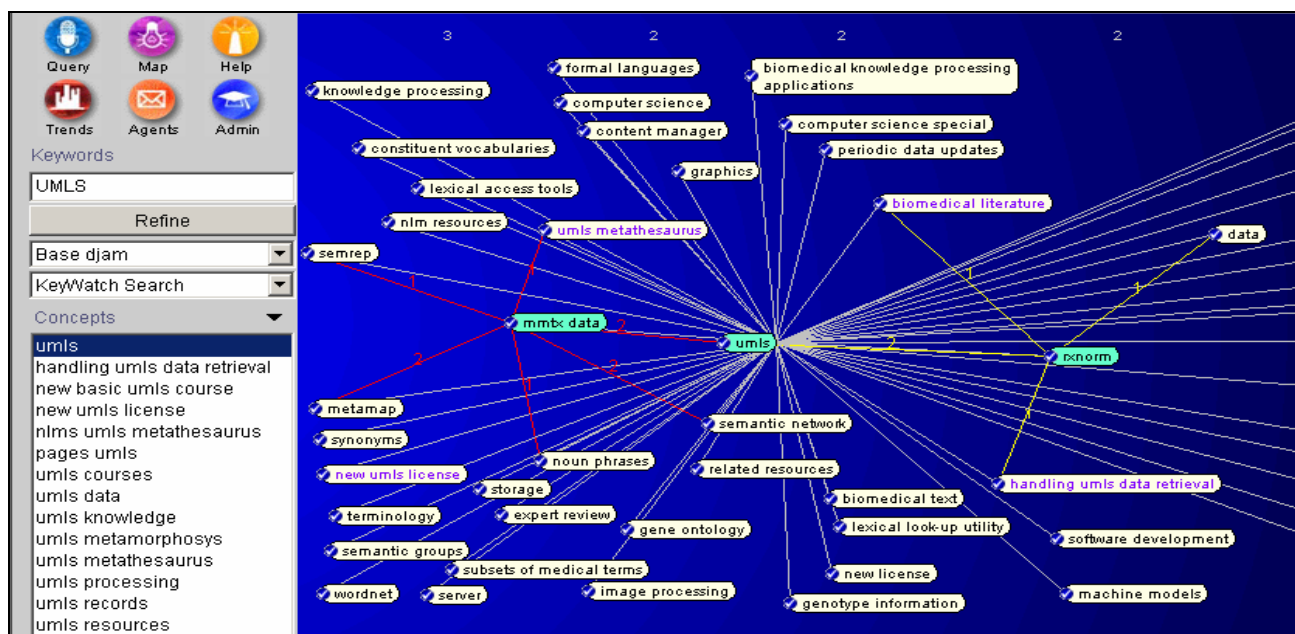 Query Map Help
Trends Agents Admin
Keywords
UMLS
Refine
Base djam
KeyWatch Search
Concepts
umls
handling umls data retrieval
new basic umls course
new umls license
nlms umls metathesaurus
pages umls
umls courses
umls data
umls knowledge
umls metamorphosys
umls metathesaurus
umls processing
umls records
umls resources
3 2 2 2
formal languages
biomedical knowledge processing
applications
knowledge processing
computer science
content manager
computer science special
constituent vocabularies
periodic data updates
graphics
lexical access tools
biomedical literature
nlm resources
umls metathesaurus
data
semrep
1
1
1
1
mmtx data
2
umls
2
rxnorm
2
2
1
1
metamap
semantic network
synonyms
noun phrases
related resources
new umls license
handling umls data retrieval
storage
biomedical text
terminology
expert review
gene ontology
lexical look-up utility
software development
semantic groups
subsets of medical terms
new license
wordnet
server
image processing
genotype information
machine models